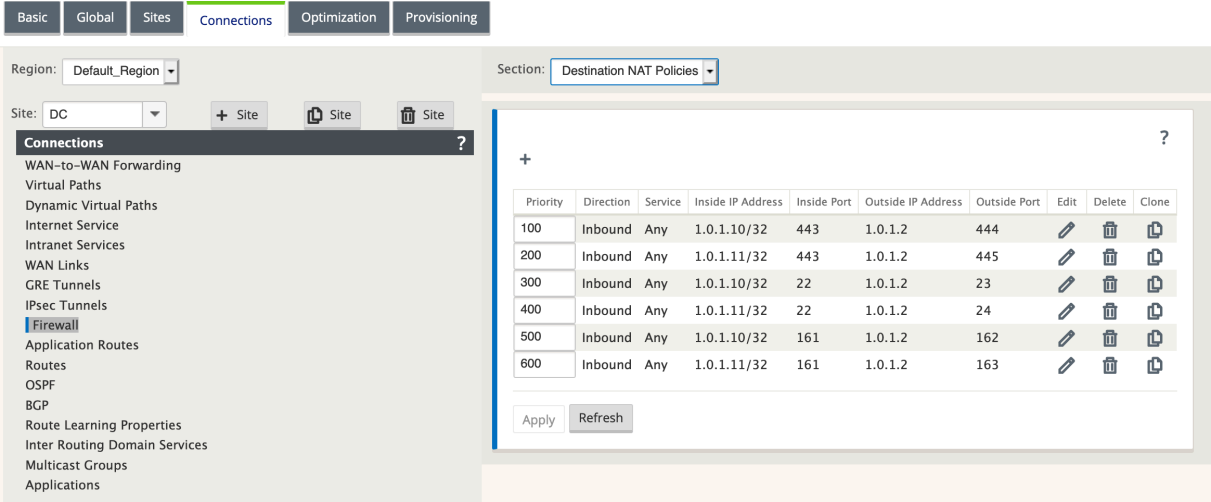 Basic Global Sites Connections Optimization Provisioning
Region: Default_Region
Section: Destination NAT Policies
Site: DC + Site Site Site
Connections ?
WAN-to-WAN Forwarding
Virtual Paths
Dynamic Virtual Paths
Internet Service
Intranet Services
WAN Links
GRE Tunnels
IPsec Tunnels
Firewall
Application Routes
Routes
OSPF
BGP
Route Learning Properties
Inter Routing Domain Services
Multicast Groups
Applications
?
+
Priority Direction Service Inside IP Address Inside Port Outside IP Address Outside Port Edit Delete Clone
100 Inbound Any 1.0.1.10/32 443 1.0.1.2 444
200 Inbound Any 1.0.1.11/32 443 1.0.1.2 445
300 Inbound Any 1.0.1.10/32 22 1.0.1.2 23
400 Inbound Any 1.0.1.11/32 22 1.0.1.2 24
500 Inbound Any 1.0.1.10/32 161 1.0.1.2 162
600 Inbound Any 1.0.1.11/32 161 1.0.1.2 163
Apply Refresh